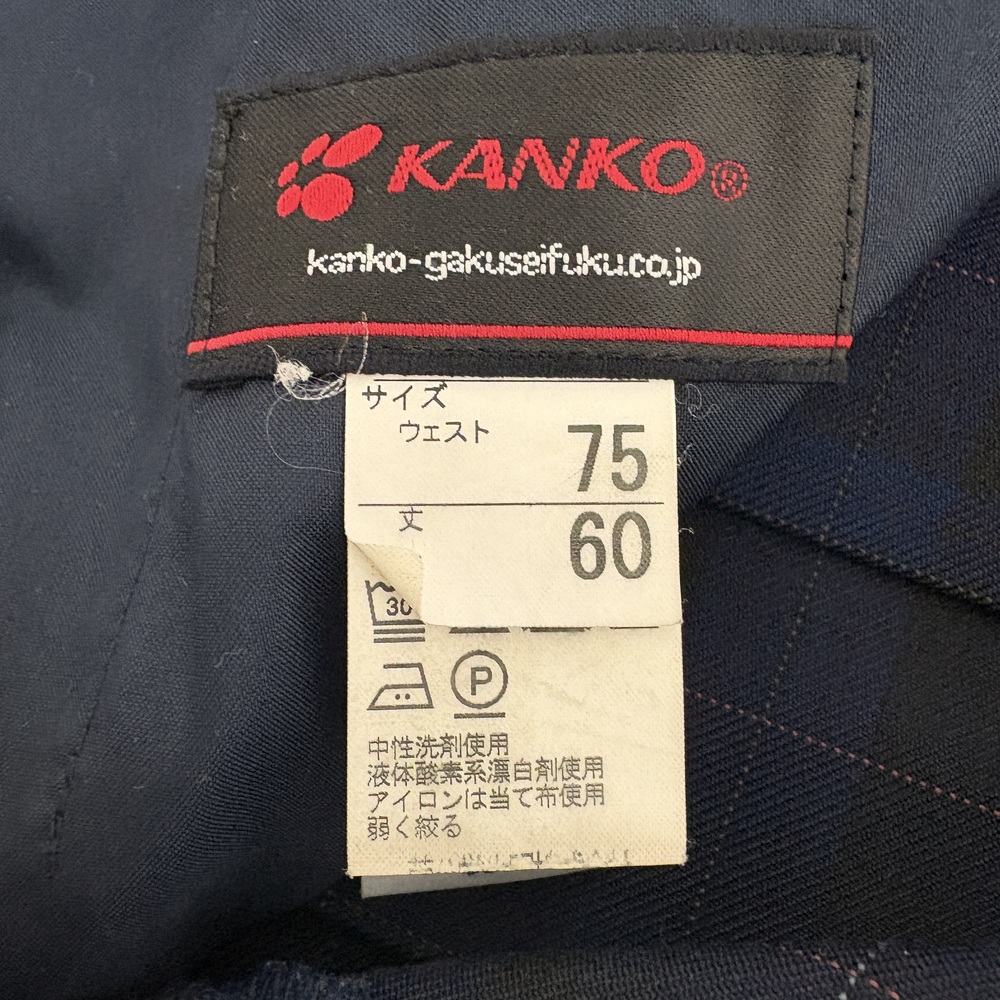 KANKO®
kanko-gakuseifuku.co.jp
サイズ
ウェスト 75
丈 60
30
P
中性洗剤使用
液体酸素系漂白剤使用
アイロンは当て布使用
弱く絞る